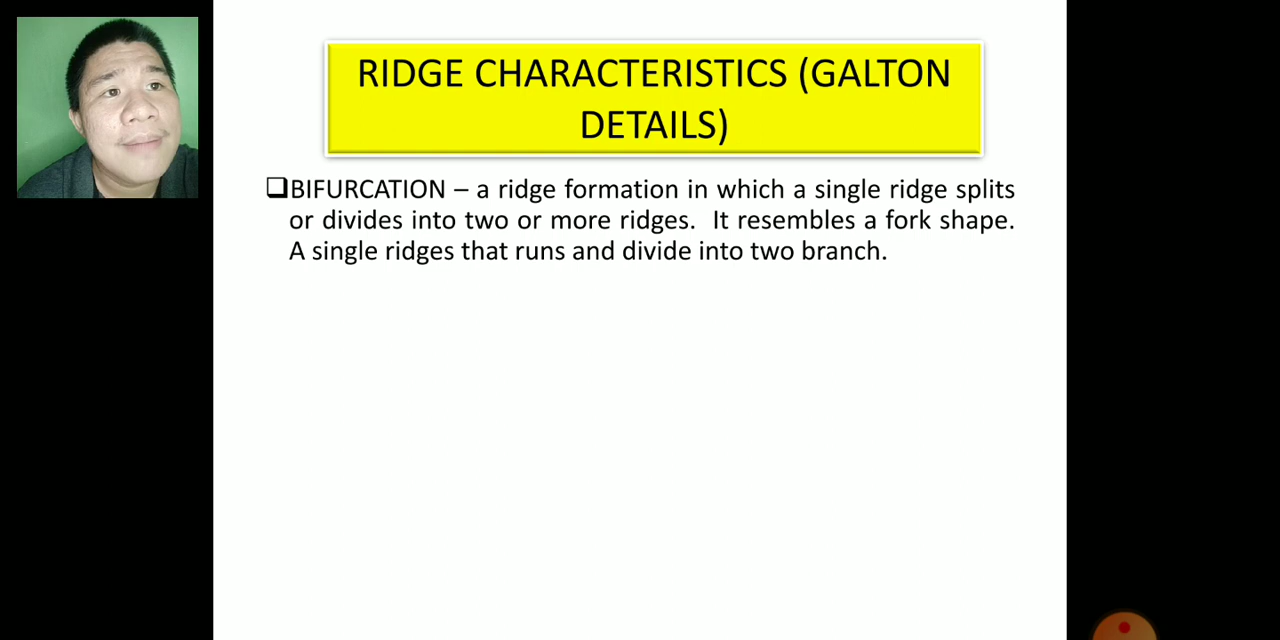 RIDGE CHARACTERISTICS (GALTON
DETAILS)
❑BIFURCATION – a ridge formation in which a single ridge splits
or divides into two or more ridges. It resembles a fork shape.
A single ridges that runs and divide into two branch.